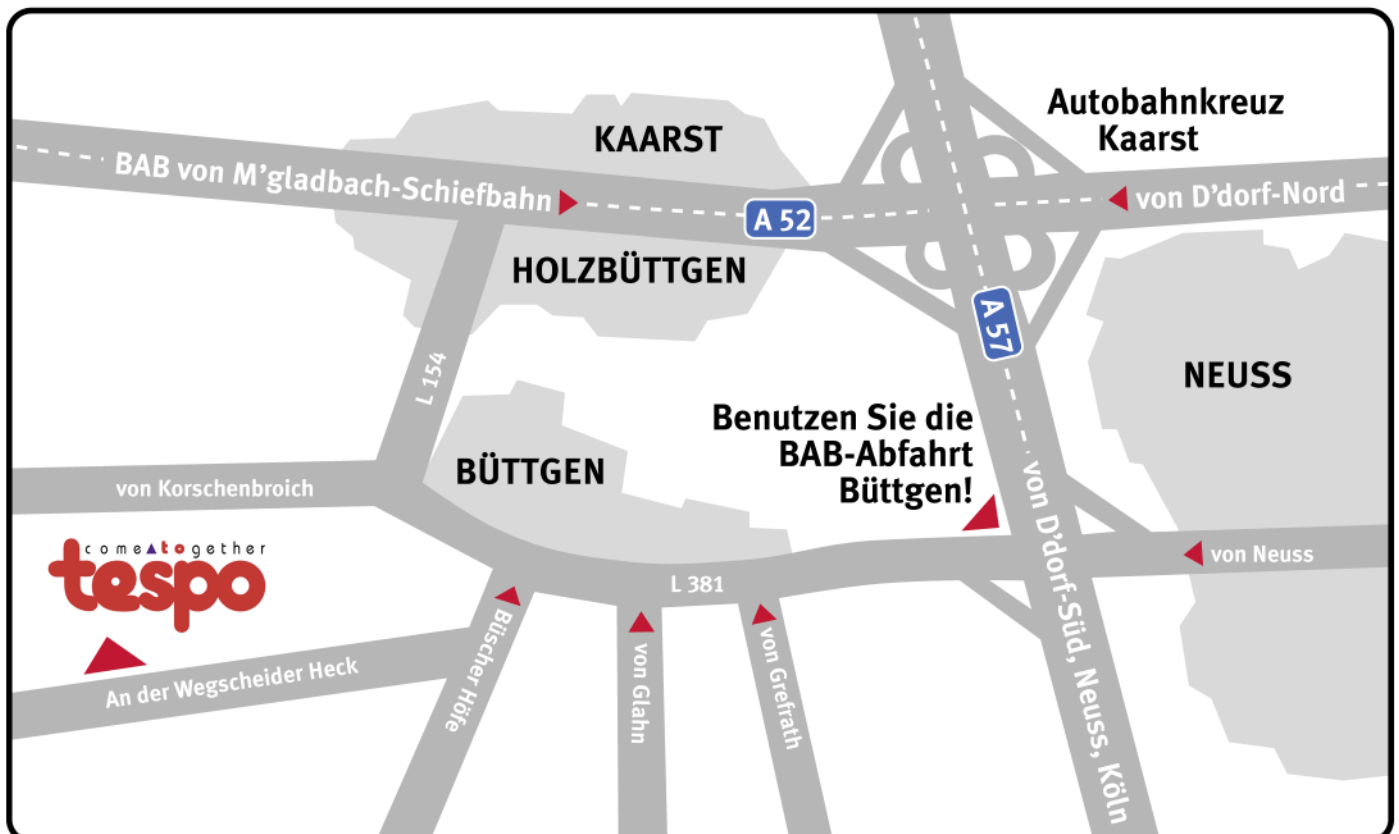 Autobahnkreuz
Kaarst
KAARST
BAB von M'gladbach-Schiefbahn
A 52
von D'dorf-Nord
HOLZBÜTTGEN
A 57
L 154
NEUSS
Benutzen Sie die
BAB-Abfahrt
Büttgen!
BÜTTGEN
von Korschenbroich
von D'dorf-Süd, Neuss, Köln
von Neuss
come to gether
tespo
L 381
Büscher Höfe
von Glahn
von Grefrath
An der Wegscheider Heck